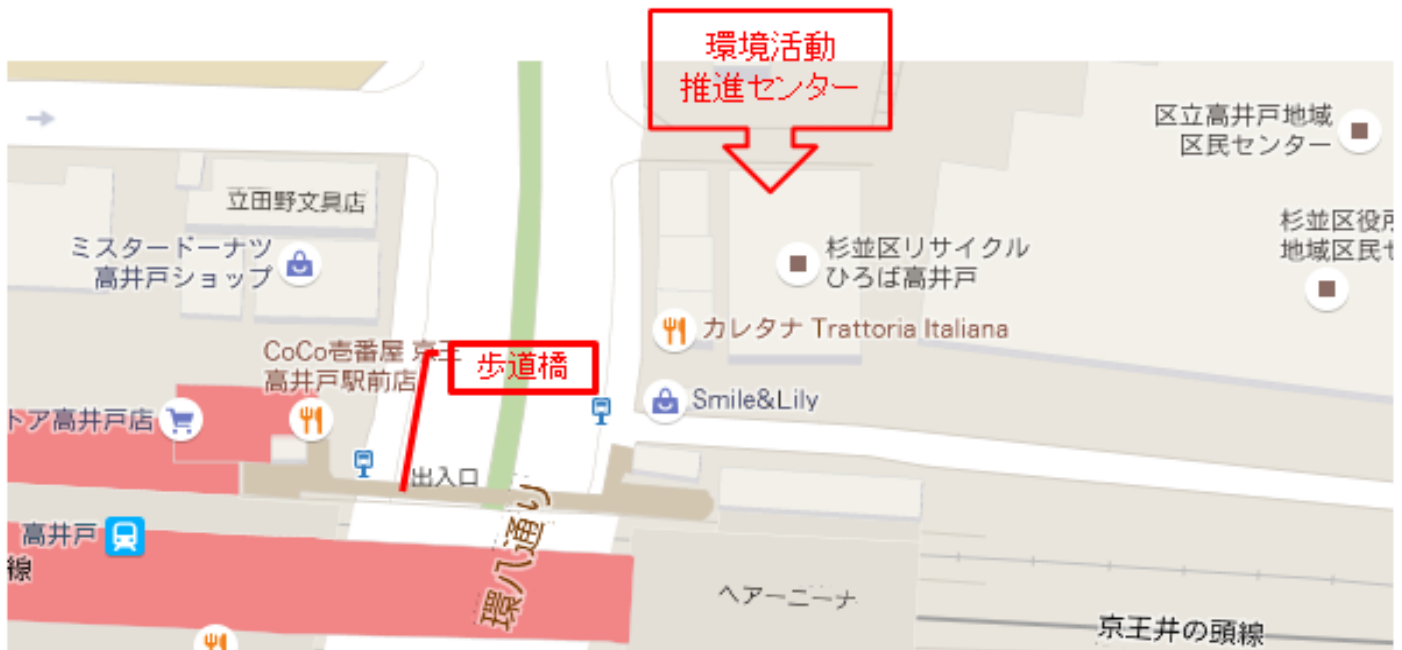 環境活動
推進センター
区立高井戸地域
区民センター
立田野文具店
ミスタードーナツ
高井戸ショップ
杉並区リサイクル
ひろば高井戸
杉並区役所
地域区民セ
カレタナ Trattoria Italiana
CoCo壱番屋 京王
高井戸駅前店
歩道橋
Smile&Lily
トア高井戸店
出入口
環八通り
高井戸
線
ヘアーニーナ
京王井の頭線